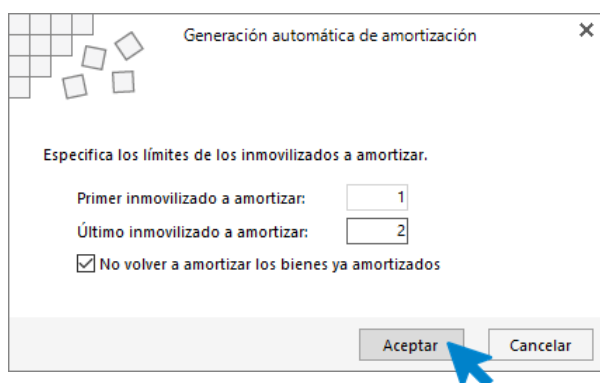 Generación automática de amortización
Especifica los límites de los inmovilizados a amortizar.
Primer inmovilizado a amortizar: 1
Último inmovilizado a amortizar: 2
No volver a amortizar los bienes ya amortizados
Aceptar Cancelar